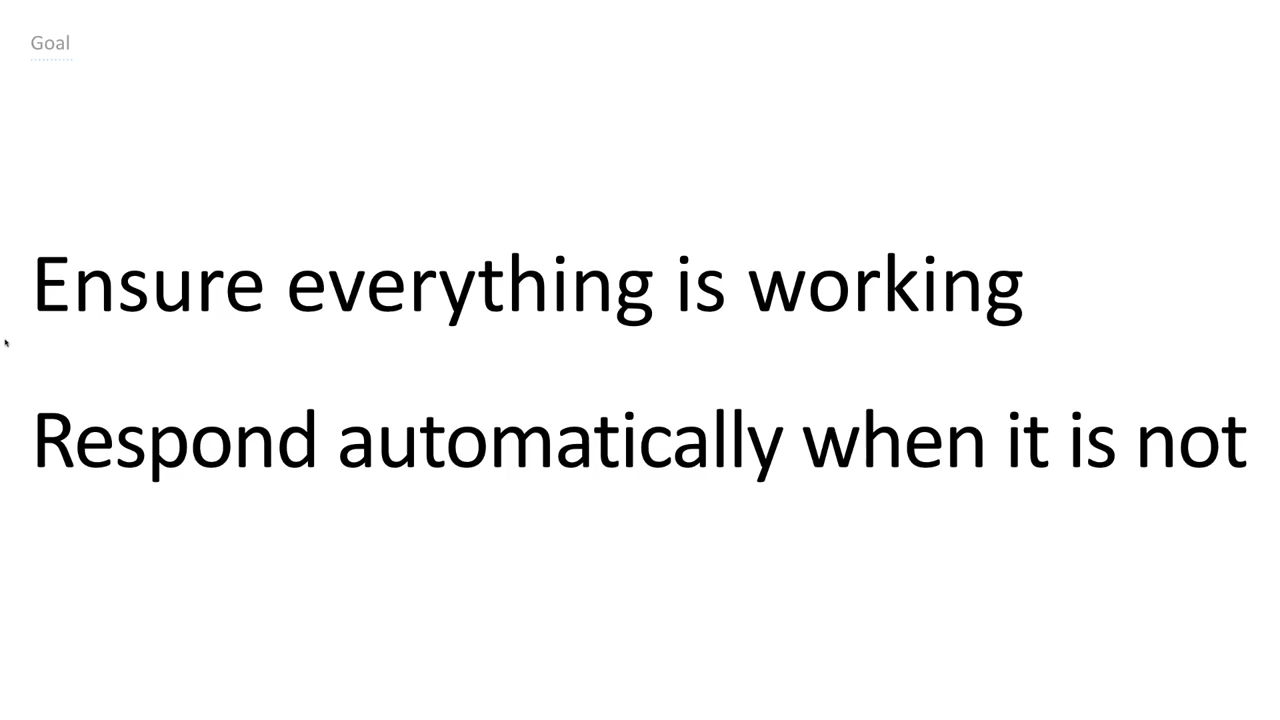 Goal
Ensure everything is working
Respond automatically when it is not